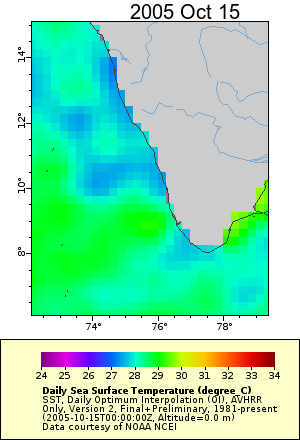 2005 Oct 15
14°
12°
10°
8°
74° 76° 78°
24 25 26 27 28 29 30 31 32 33 34
Daily Sea Surface Temperature (degree_C)
SST, Daily Optimum Interpolation (OI), AVHRR
Only, Version 2, Final+Preliminary, 1981-present
(2005-10-15T00:00:00Z, Altitude=0.0 m)
Data courtesy of NOAA NCEI